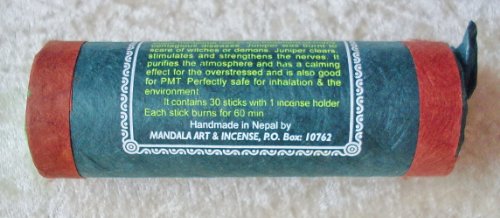 contagious diseases. Juniper was burnt to
scare of witches or demons. Juniper clears,
stimulates and strengthens the nerves. It
purifies the atmosphere and has a calming
effect for the overstressed and is also good
for PMT. Perfectly safe for inhalation & the
environment
It contains 30 sticks with 1 incense holder
Each stick burns for 60 min
Handmade in Nepal by
MANDALA ART & INCENSE, P.O. Box: 10762